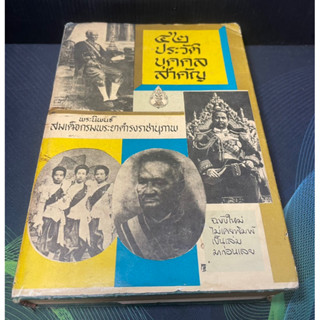 ๕๒
ประวัติ
บุคคล
สำคัญ
พระนิพนธ์
สมเด็จกรมพระยาดำรงราชานุภาพ
ฉบับใหม่
ไม่เคยพิมพ์
เป็นเล่ม
มาก่อนเลย